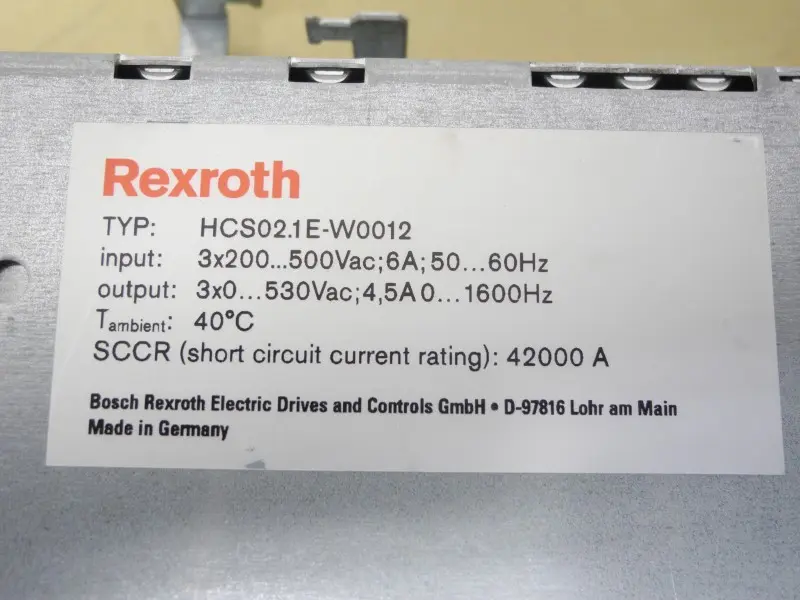 Rexroth
TYP: HCS02.1E-W0012
input: 3x200...500Vac;6A;50...60Hz
output: 3x0...530Vac;4,5A 0...1600Hz
Tambient: 40°C
SCCR (short circuit current rating): 42000 A
Bosch Rexroth Electric Drives and Controls GmbH • D-97816 Lohr am Main
Made in Germany